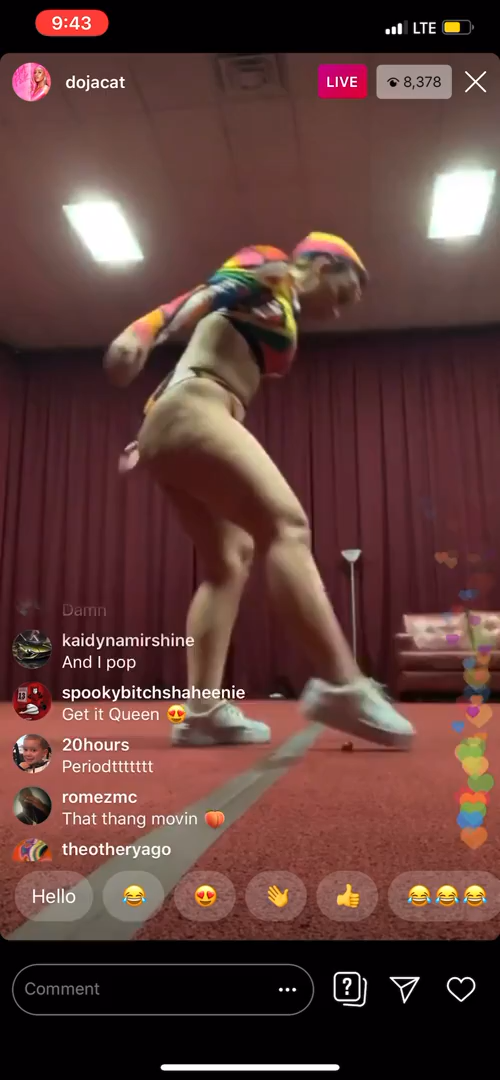 9:43
LTE
dojacat
LIVE
8,378
Damn
kaidynamirshine
And I pop
spookybitchshaheenie
Get it Queen 😍
20hours
Periodttttttt
romezmc
That thang movin 🍑
theotheryago
Hello 😂 😍 👋 👍 😂😂😂
Comment